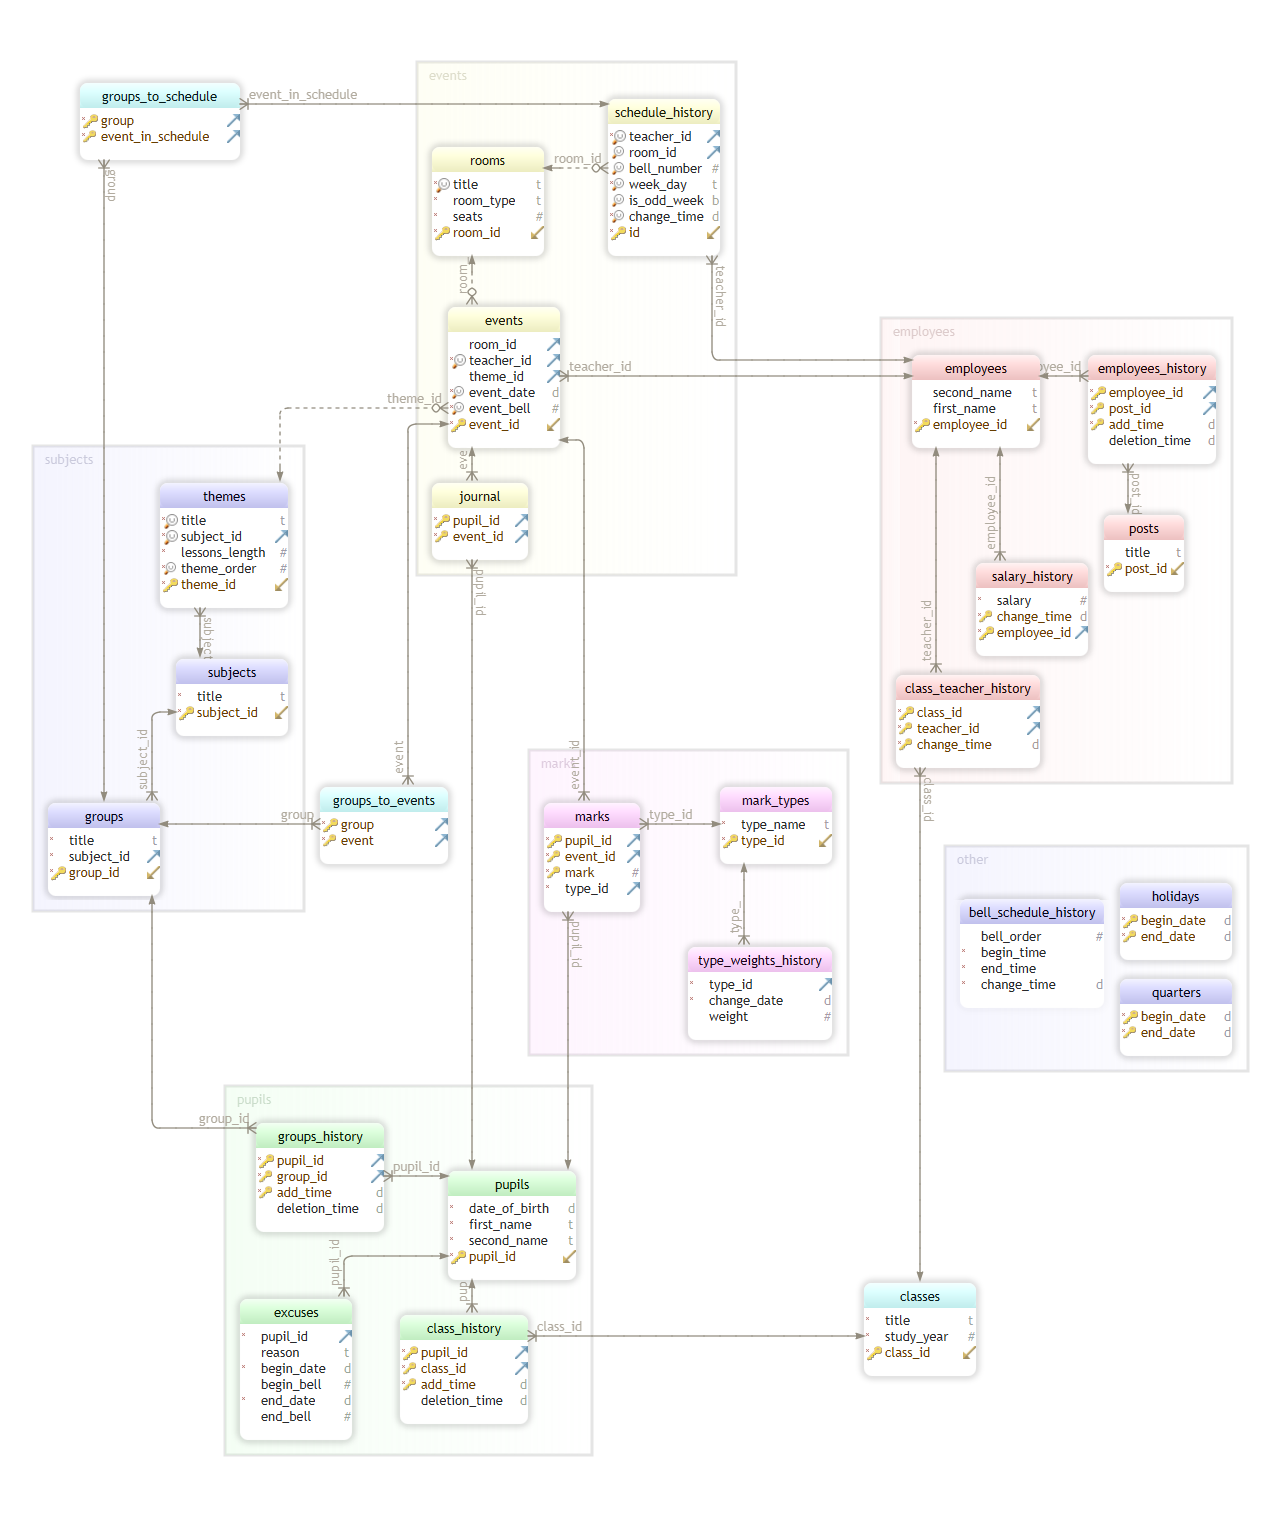 events
groups_to_schedule
group
event_in_schedule
event_in_schedule
group
schedule_history
teacher_id
room_id
bell_number #
week_day t
is_odd_week b
change_time d
id
room_id
rooms
title t
room_type t
seats #
room_id
teacher_id
events
room_id
teacher_id
theme_id
event_date d
event_bell #
event_id
teacher_id
theme_id
employees
employees
second_name t
first_name t
employee_id
employees_history
employee_id
post_id
add_time d
deletion_time d
post_id
posts
title t
post_id
employee_id
salary_history
salary #
change_time d
employee_id
teacher_id
class_teacher_history
class_id
teacher_id
change_time d
class_id
subjects
themes
title t
subject_id
lessons_length #
theme_order #
theme_id
subject
subjects
title t
subject_id
subject_id
groups
title t
subject_id
group_id
journal
pupil_id
event_id
pupil_id
event
groups_to_events
group
event
group
event_id
marks
pupil_id
event_id
mark #
type_id
type_id
mark_types
type_name t
type_id
type_
type_weights_history
type_id
change_date d
weight #
pupil_id
other
bell_schedule_history
bell_order #
begin_time
end_time
change_time d
holidays
begin_date d
end_date d
quarters
begin_date d
end_date d
pupils
group_id
groups_history
pupil_id
group_id
add_time d
deletion_time d
pupil_id
pupils
date_of_birth d
first_name t
second_name t
pupil_id
pupil_id
excuses
pupil_id
reason t
begin_date d
begin_bell #
end_date d
end_bell #
class_history
pupil_id
class_id
add_time d
deletion_time d
class_id
classes
title t
study_year #
class_id